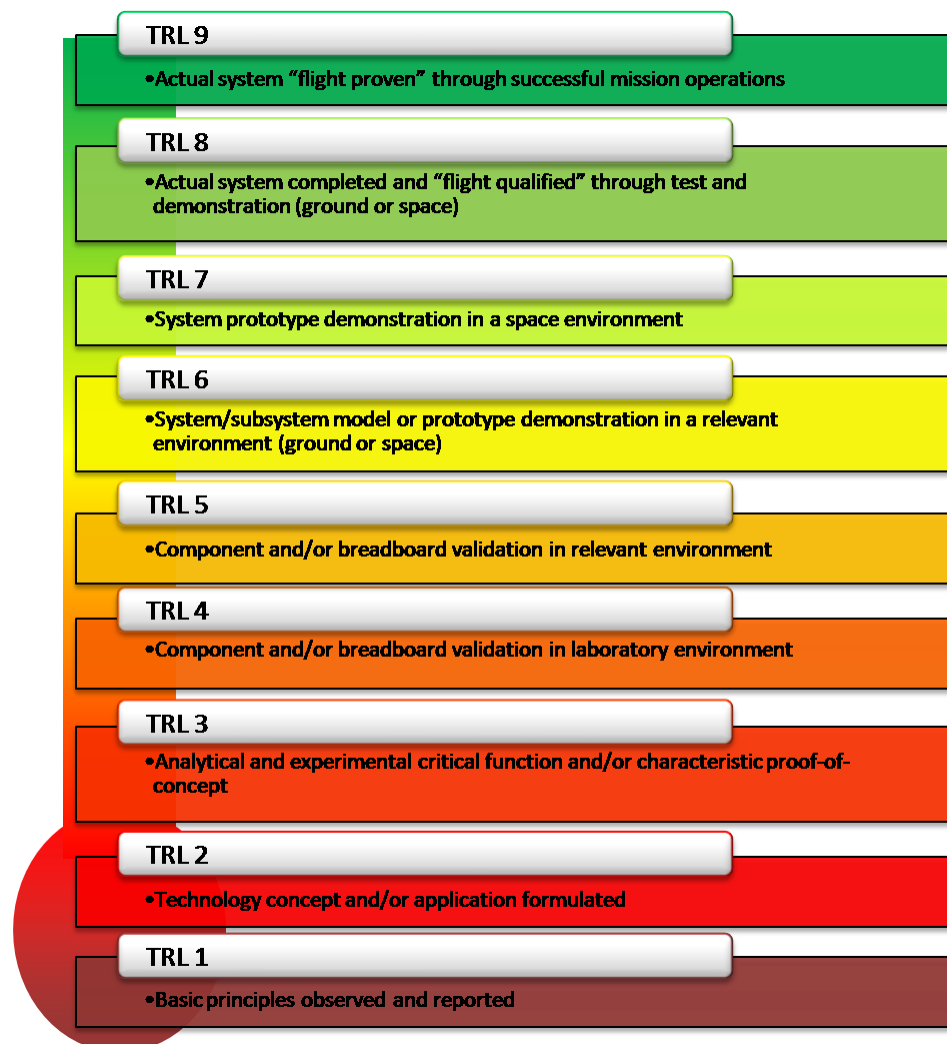 TRL 9
•Actual system “flight proven” through successful mission operations
TRL 8
•Actual system completed and “flight qualified” through test and
demonstration (ground or space)
TRL 7
•System prototype demonstration in a space environment
TRL 6
•System/subsystem model or prototype demonstration in a relevant
environment (ground or space)
TRL 5
•Component and/or breadboard validation in relevant environment
TRL 4
•Component and/or breadboard validation in laboratory environment
TRL 3
•Analytical and experimental critical function and/or characteristic proof-of-
concept
TRL 2
•Technology concept and/or application formulated
TRL 1
•Basic principles observed and reported